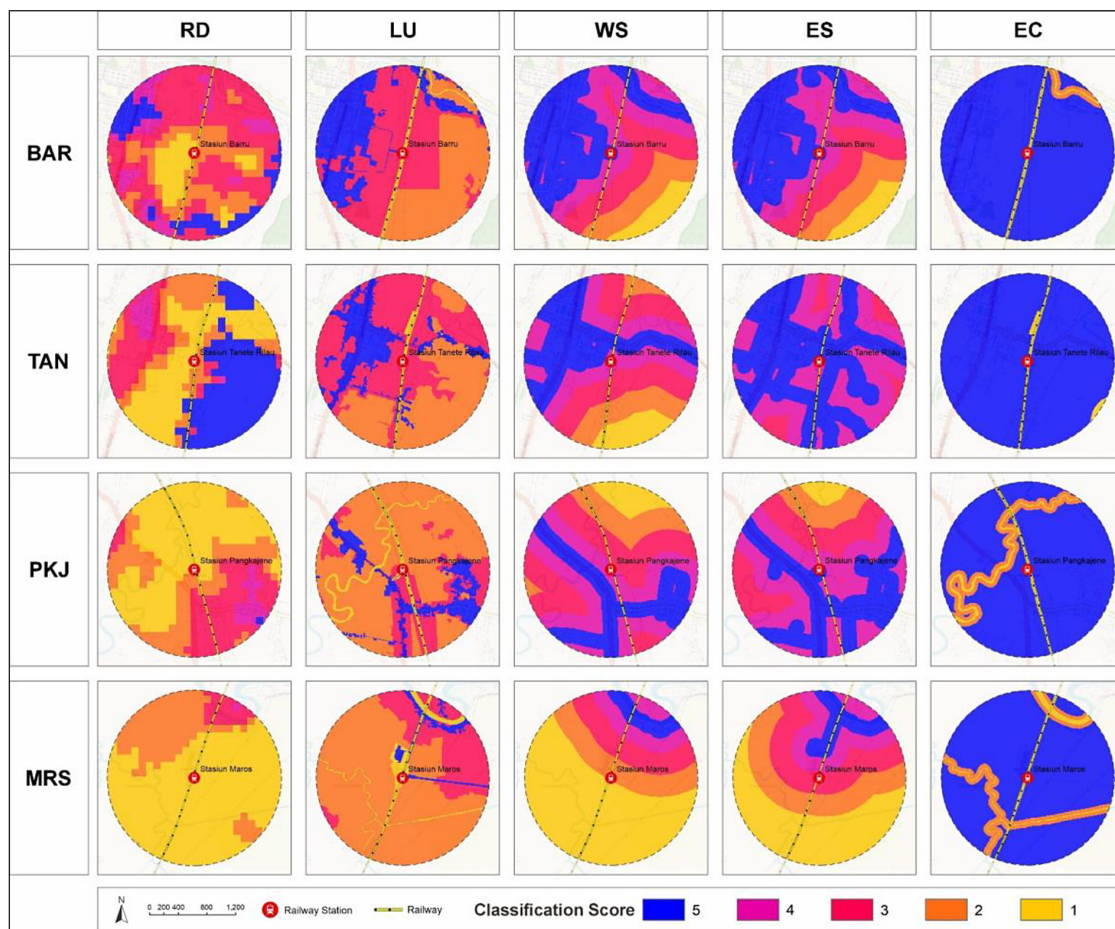 RD LU WS ES EC
BAR
Stasiun Barru Stasiun Barru Stasiun Barru Stasiun Barru Stasiun Barru
TAN
Stasiun Tanete Rilau Stasiun Tanete Rilau Stasiun Tanete Rilau Stasiun Tanete Rilau Stasiun Tanete Rilau
PKJ
Stasiun Pangkajene Stasiun Pangkajene Stasiun Pangkajene Stasiun Pangkajene Stasiun Pangkajene
MRS
Stasiun Maros Stasiun Maros Stasiun Maros Stasiun Maros Stasiun Maros
N 0 200 400 800 1,200 Railway Station Railway Classification Score 5 4 3 2 1